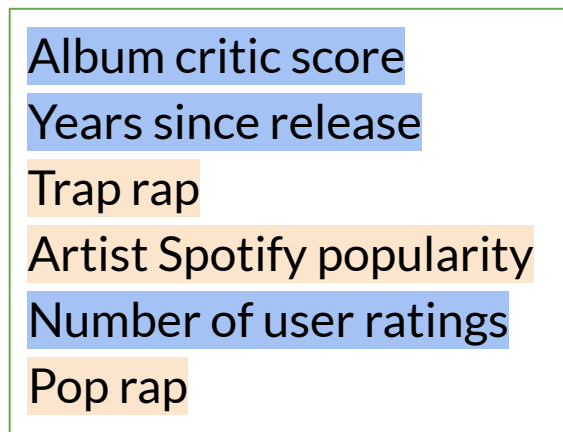 Album critic score
Years since release
Trap rap
Artist Spotify popularity
Number of user ratings
Pop rap